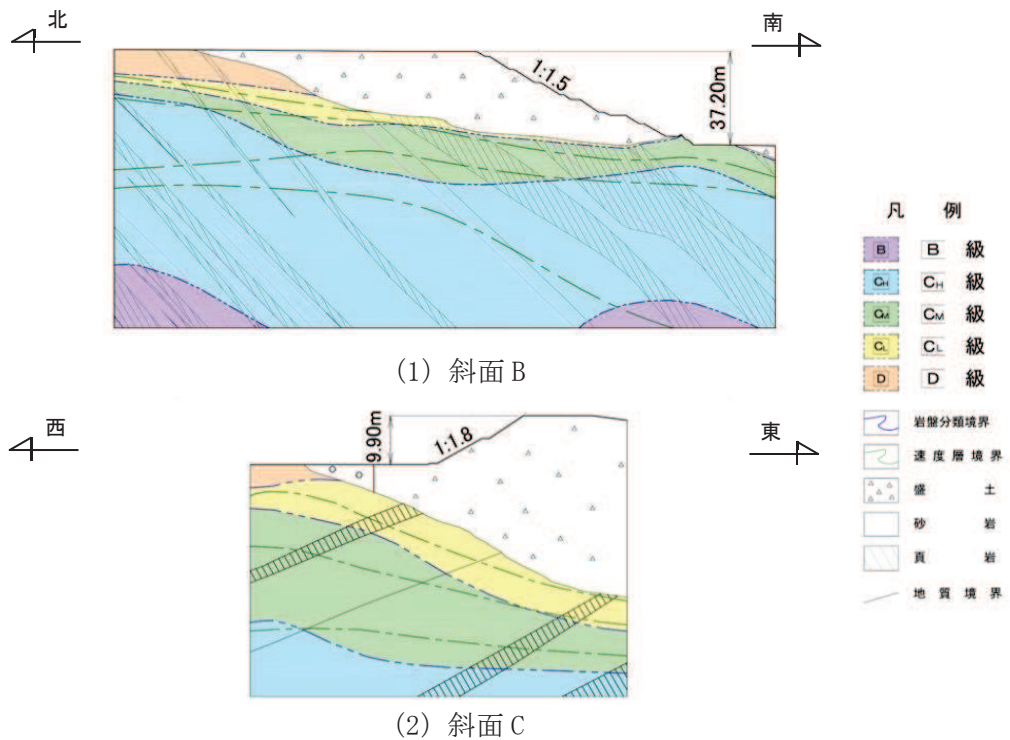 北
南
1:1.5
37.20m
(1) 斜面B
西
東
9.90m
1:1.8
(2) 斜面C
凡 例
B B 級
CH CH 級
CM CM 級
CL CL 級
D D 級
岩盤分類境界
速度層境界
盛 土
砂 岩
頁 岩
地質境界